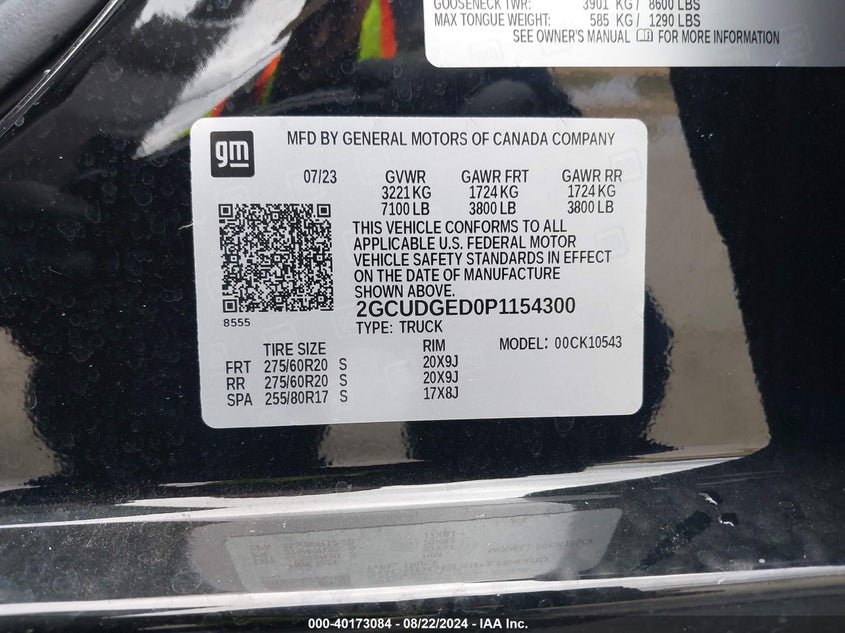 GOOSENECK TWR: 3901 KG / 8600 LBS
MAX TONGUE WEIGHT: 585 KG / 1290 LBS
SEE OWNER'S MANUAL FOR MORE INFORMATION
gm
MFD BY GENERAL MOTORS OF CANADA COMPANY
07/23 GVWR GAWR FRT GAWR RR
3221 KG 1724 KG 1724 KG
7100 LB 3800 LB 3800 LB
THIS VEHICLE CONFORMS TO ALL
APPLICABLE U.S. FEDERAL MOTOR
VEHICLE SAFETY STANDARDS IN EFFECT
ON THE DATE OF MANUFACTURE
SHOWN ABOVE.
8555
2GCUDGED0P1154300
TYPE: TRUCK
MODEL: 00CK10543
TIRE SIZE RIM
FRT 275/60R20 S 20X9J
RR 275/60R20 S 20X9J
SPA 255/80R17 S 17X8J
000-40173084 - 08/22/2024 - IAA Inc.